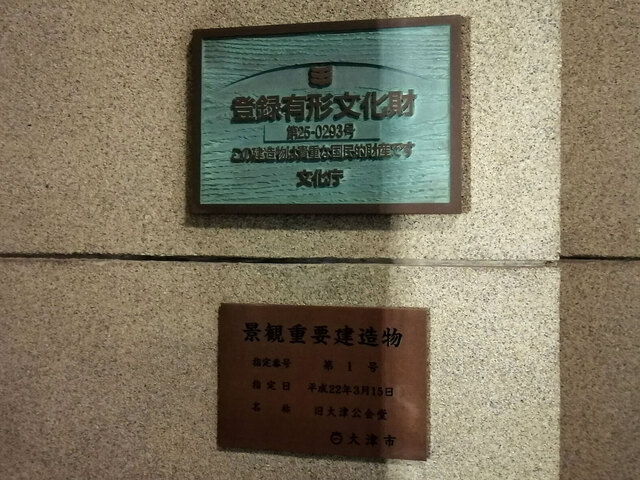 登録有形文化財
第25-0293号
この建造物は貴重な国民的財産です
文化庁
景観重要建造物
指定番号 第1号
指定日 平成22年3月15日
名称 旧大津公会堂
大津市